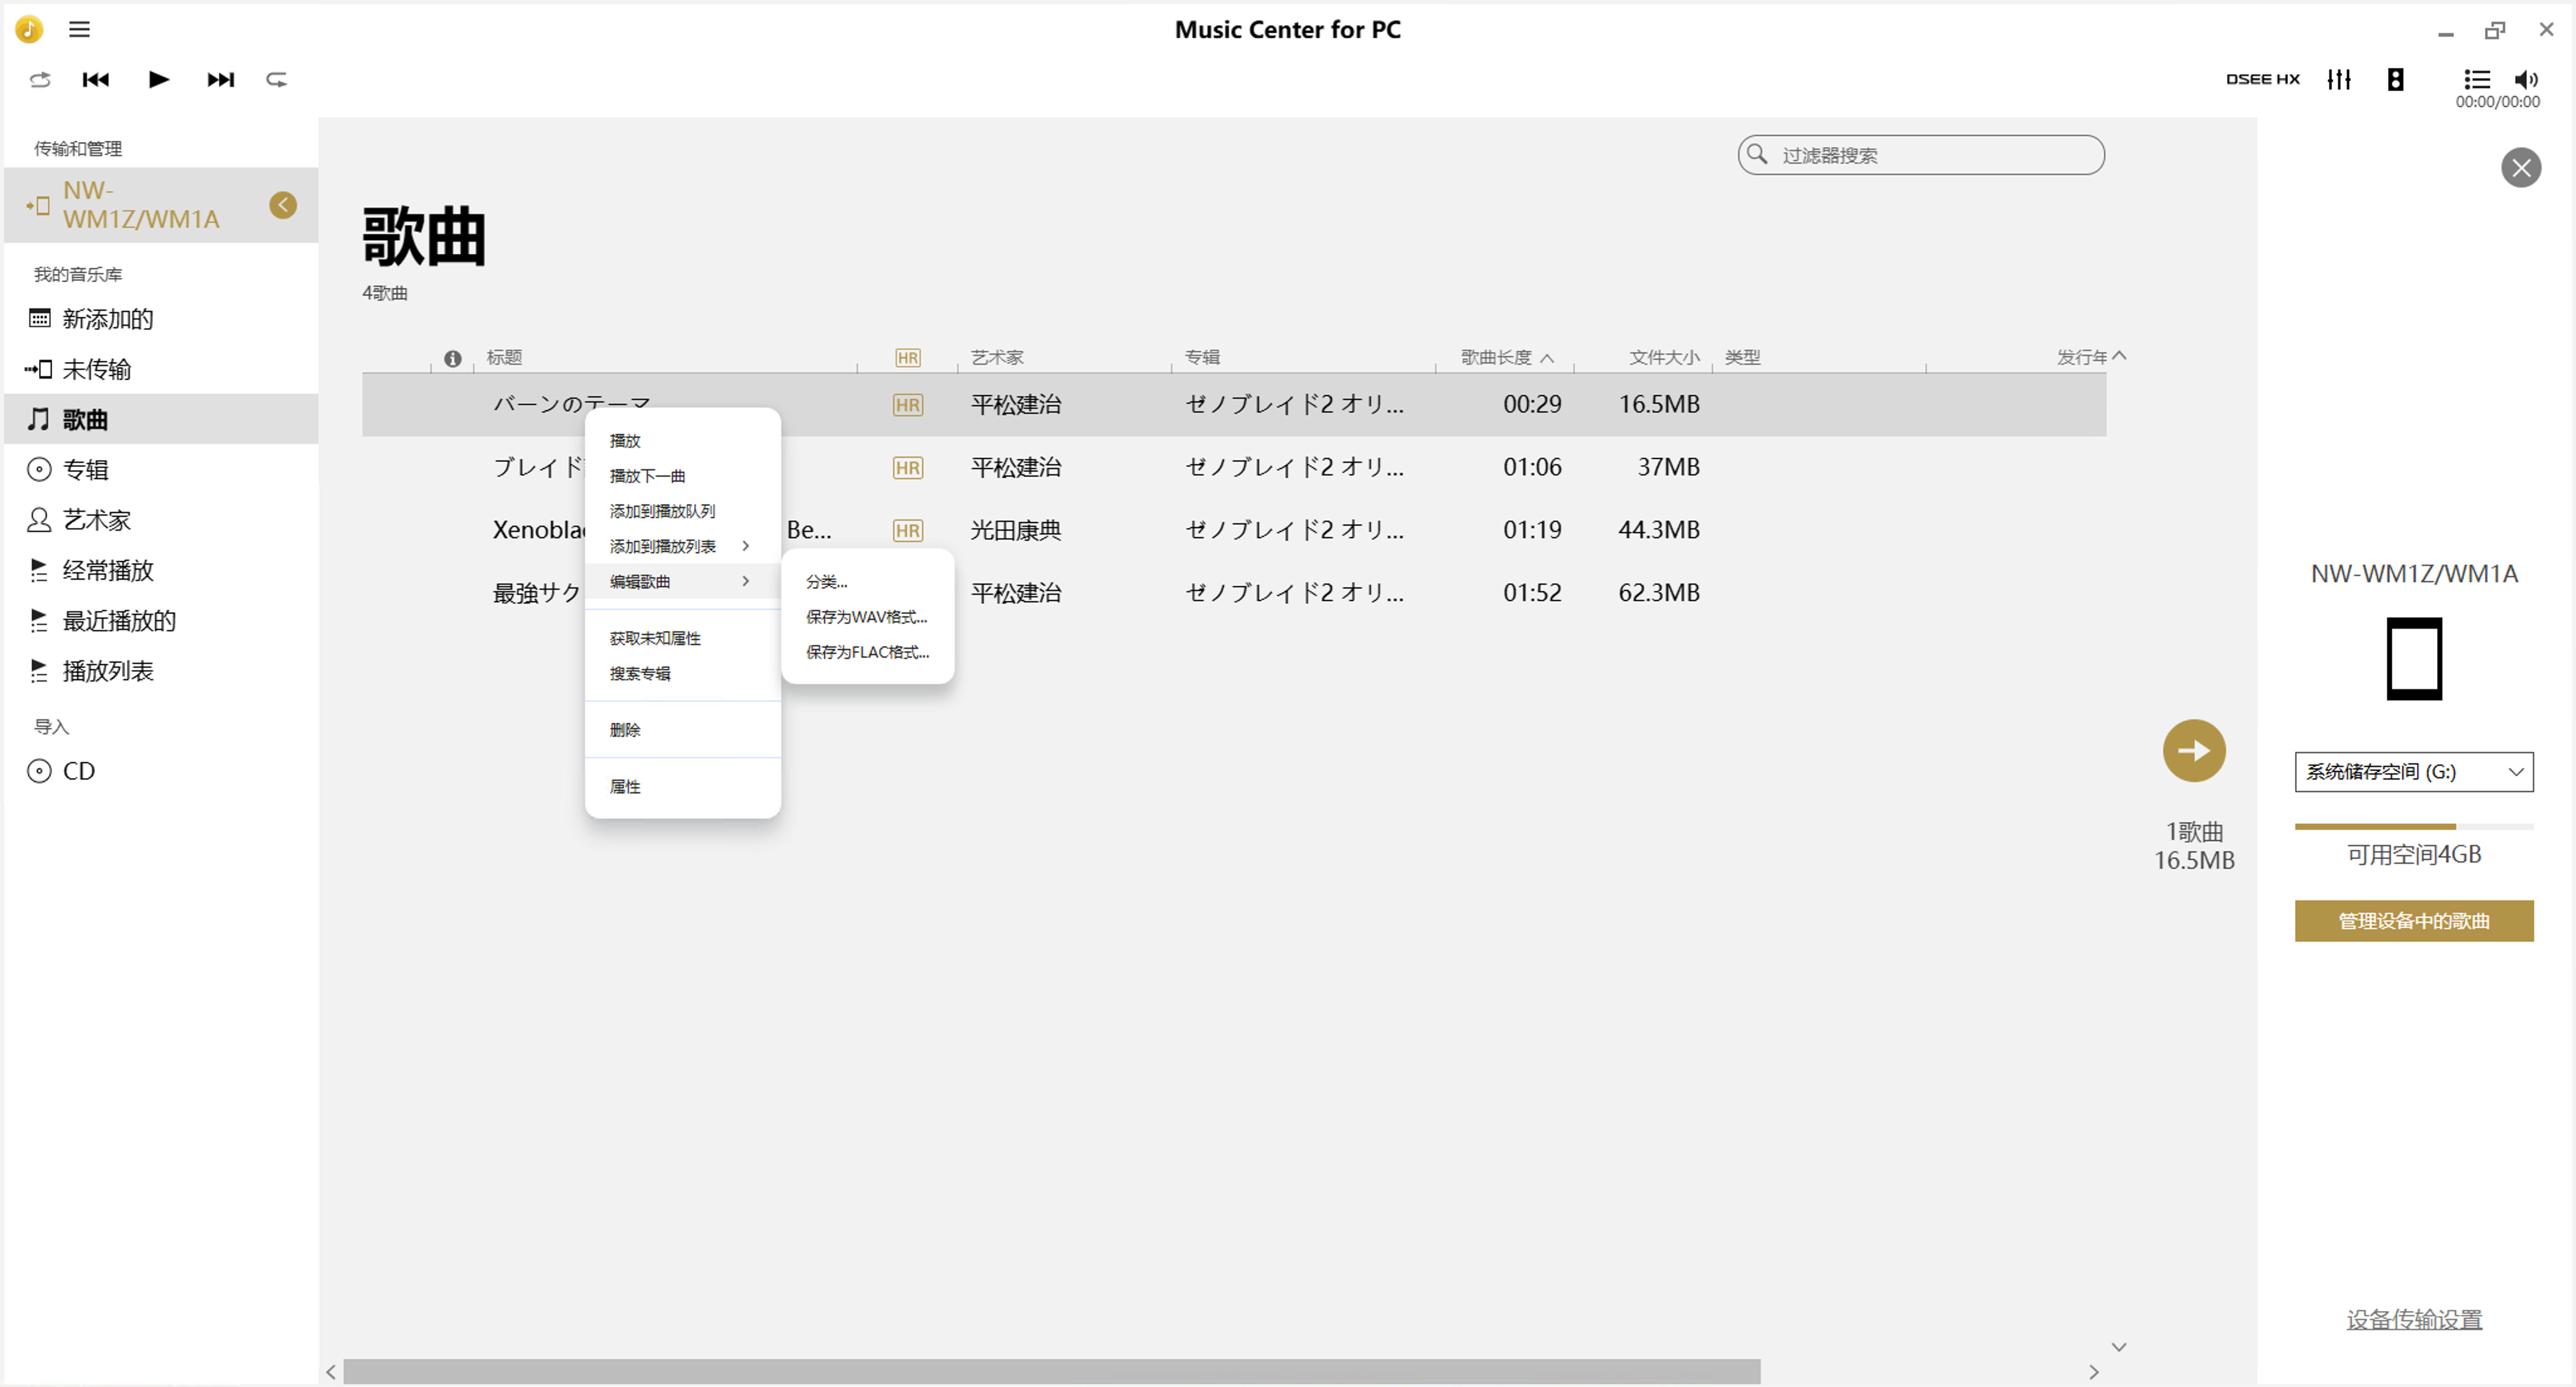 Music Center for PC
DSEE HX
00:00/00:00
传输和管理
NW-
WM1Z/WM1A
我的音乐库
新添加的
未传输
歌曲
专辑
艺术家
经常播放
最近播放的
播放列表
导入
CD
过滤器搜索
歌曲
4歌曲
标题 HR 艺术家 专辑 歌曲长度 文件大小 类型 发行年
バーンのテーマ HR 平松建治 ゼノブレイド2 オリ... 00:29 16.5MB
ブレイド HR 平松建治 ゼノブレイド2 オリ... 01:06 37MB
Xenobla Be... HR 光田康典 ゼノブレイド2 オリ... 01:19 44.3MB
最強サク 平松建治 ゼノブレイド2 オリ... 01:52 62.3MB
播放
播放下一曲
添加到播放队列
添加到播放列表
编辑歌曲
获取未知属性
搜索专辑
删除
属性
分类...
保存为WAV格式...
保存为FLAC格式...
1歌曲
16.5MB
NW-WM1Z/WM1A
系统储存空间 (G:)
可用空间4GB
管理设备中的歌曲
设备传输设置